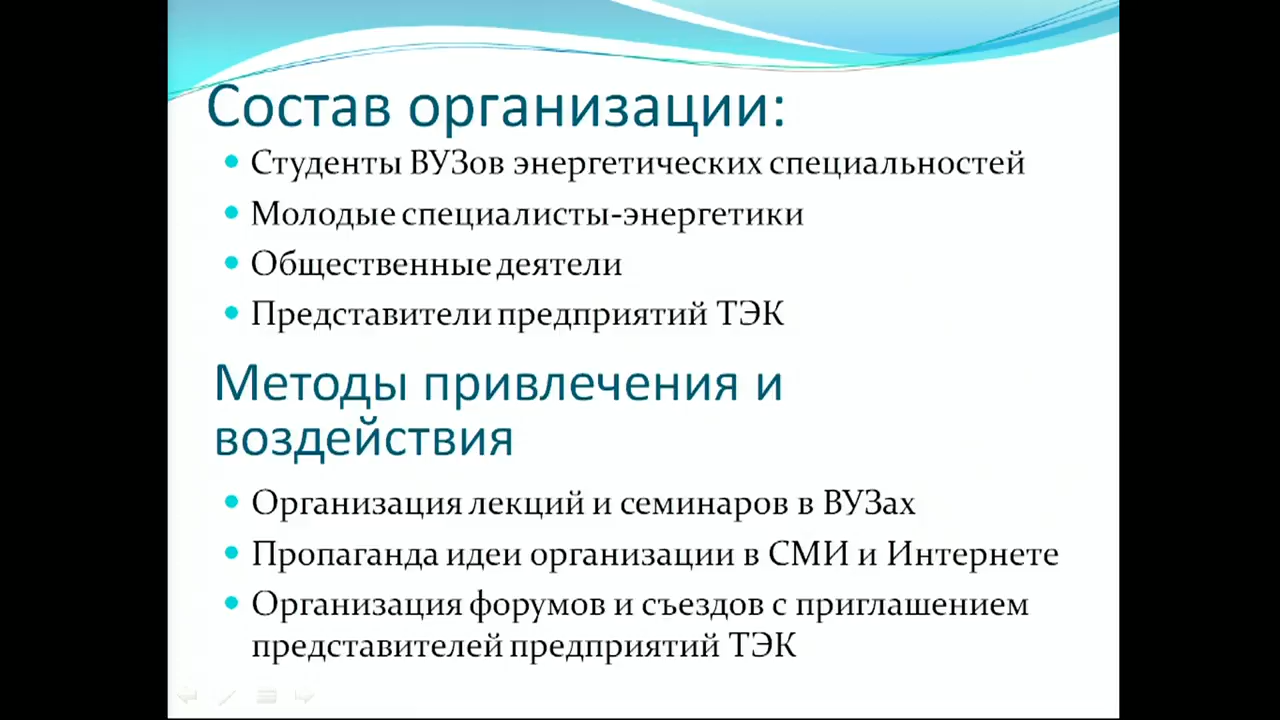 Состав организации:
• Студенты ВУЗов энергетических специальностей
• Молодые специалисты-энергетики
• Общественные деятели
• Представители предприятий ТЭК
Методы привлечения и
воздействия
• Организация лекций и семинаров в ВУЗах
• Пропаганда идеи организации в СМИ и Интернете
• Организация форумов и съездов с приглашением
представителей предприятий ТЭК